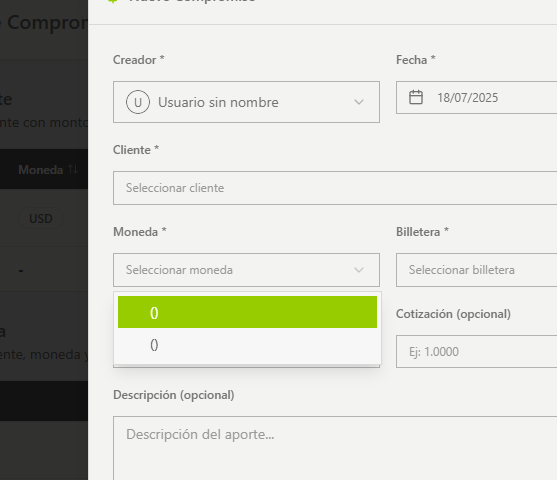 Nuevo Compromiso
e Compron
Creador *
Fecha *
U Usuario sin nombre
18/07/2025
te
nte con monto
Cliente *
Moneda
Seleccionar cliente
USD
Moneda *
Billetera *
Seleccionar moneda
Seleccionar billetera
-
()
Cotización (opcional)
()
Ej: 1.0000
a
ente, moneda y
Descripción (opcional)
Descripción del aporte...